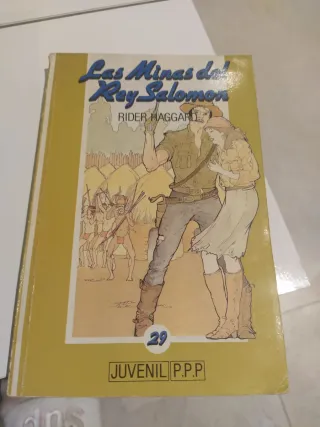 Las Minas del
Rey Salomon
RIDER HAGGARD
29
JUVENIL P.P.P